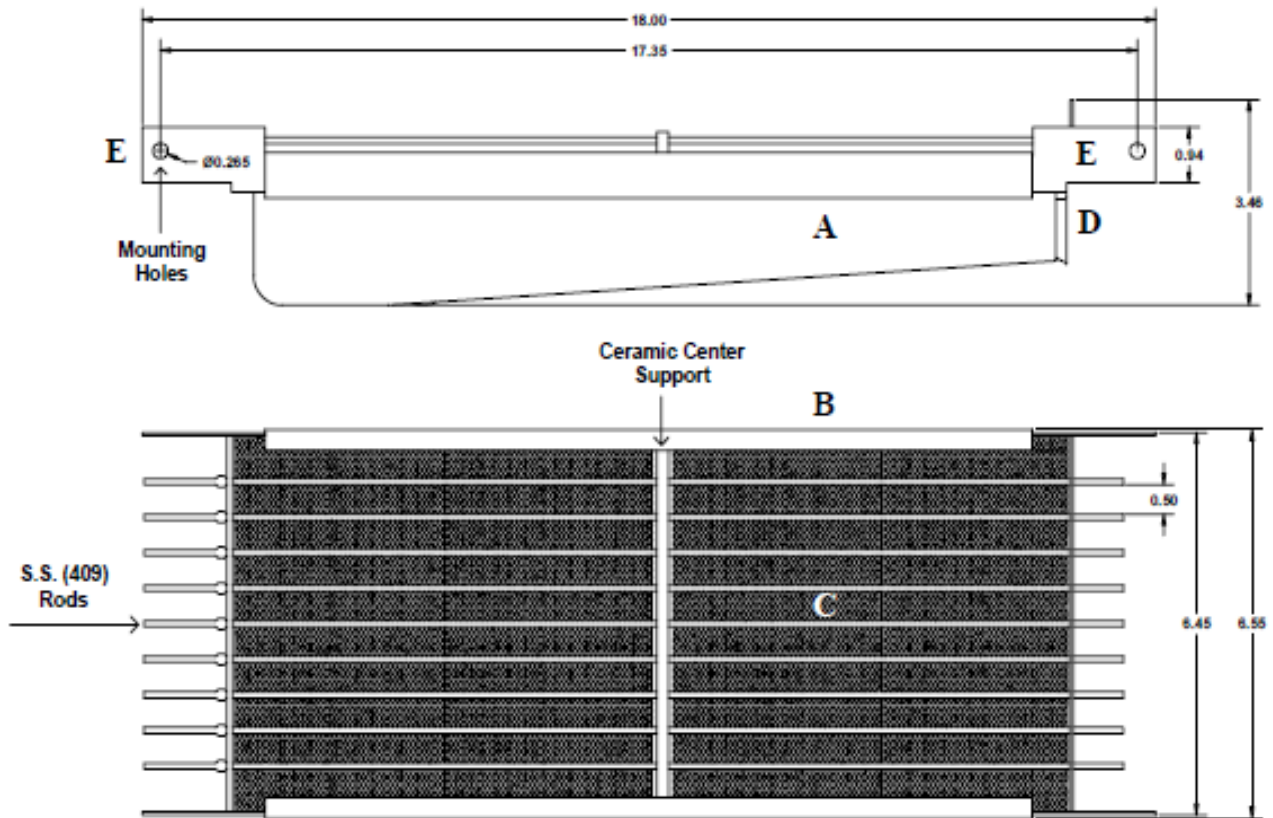 18.00
17.35
E
Ø0.265
E
0.94
3.46
A
D
Mounting
Holes
Ceramic Center
Support
B
0.50
S.S. (409)
Rods
C
6.45
6.55